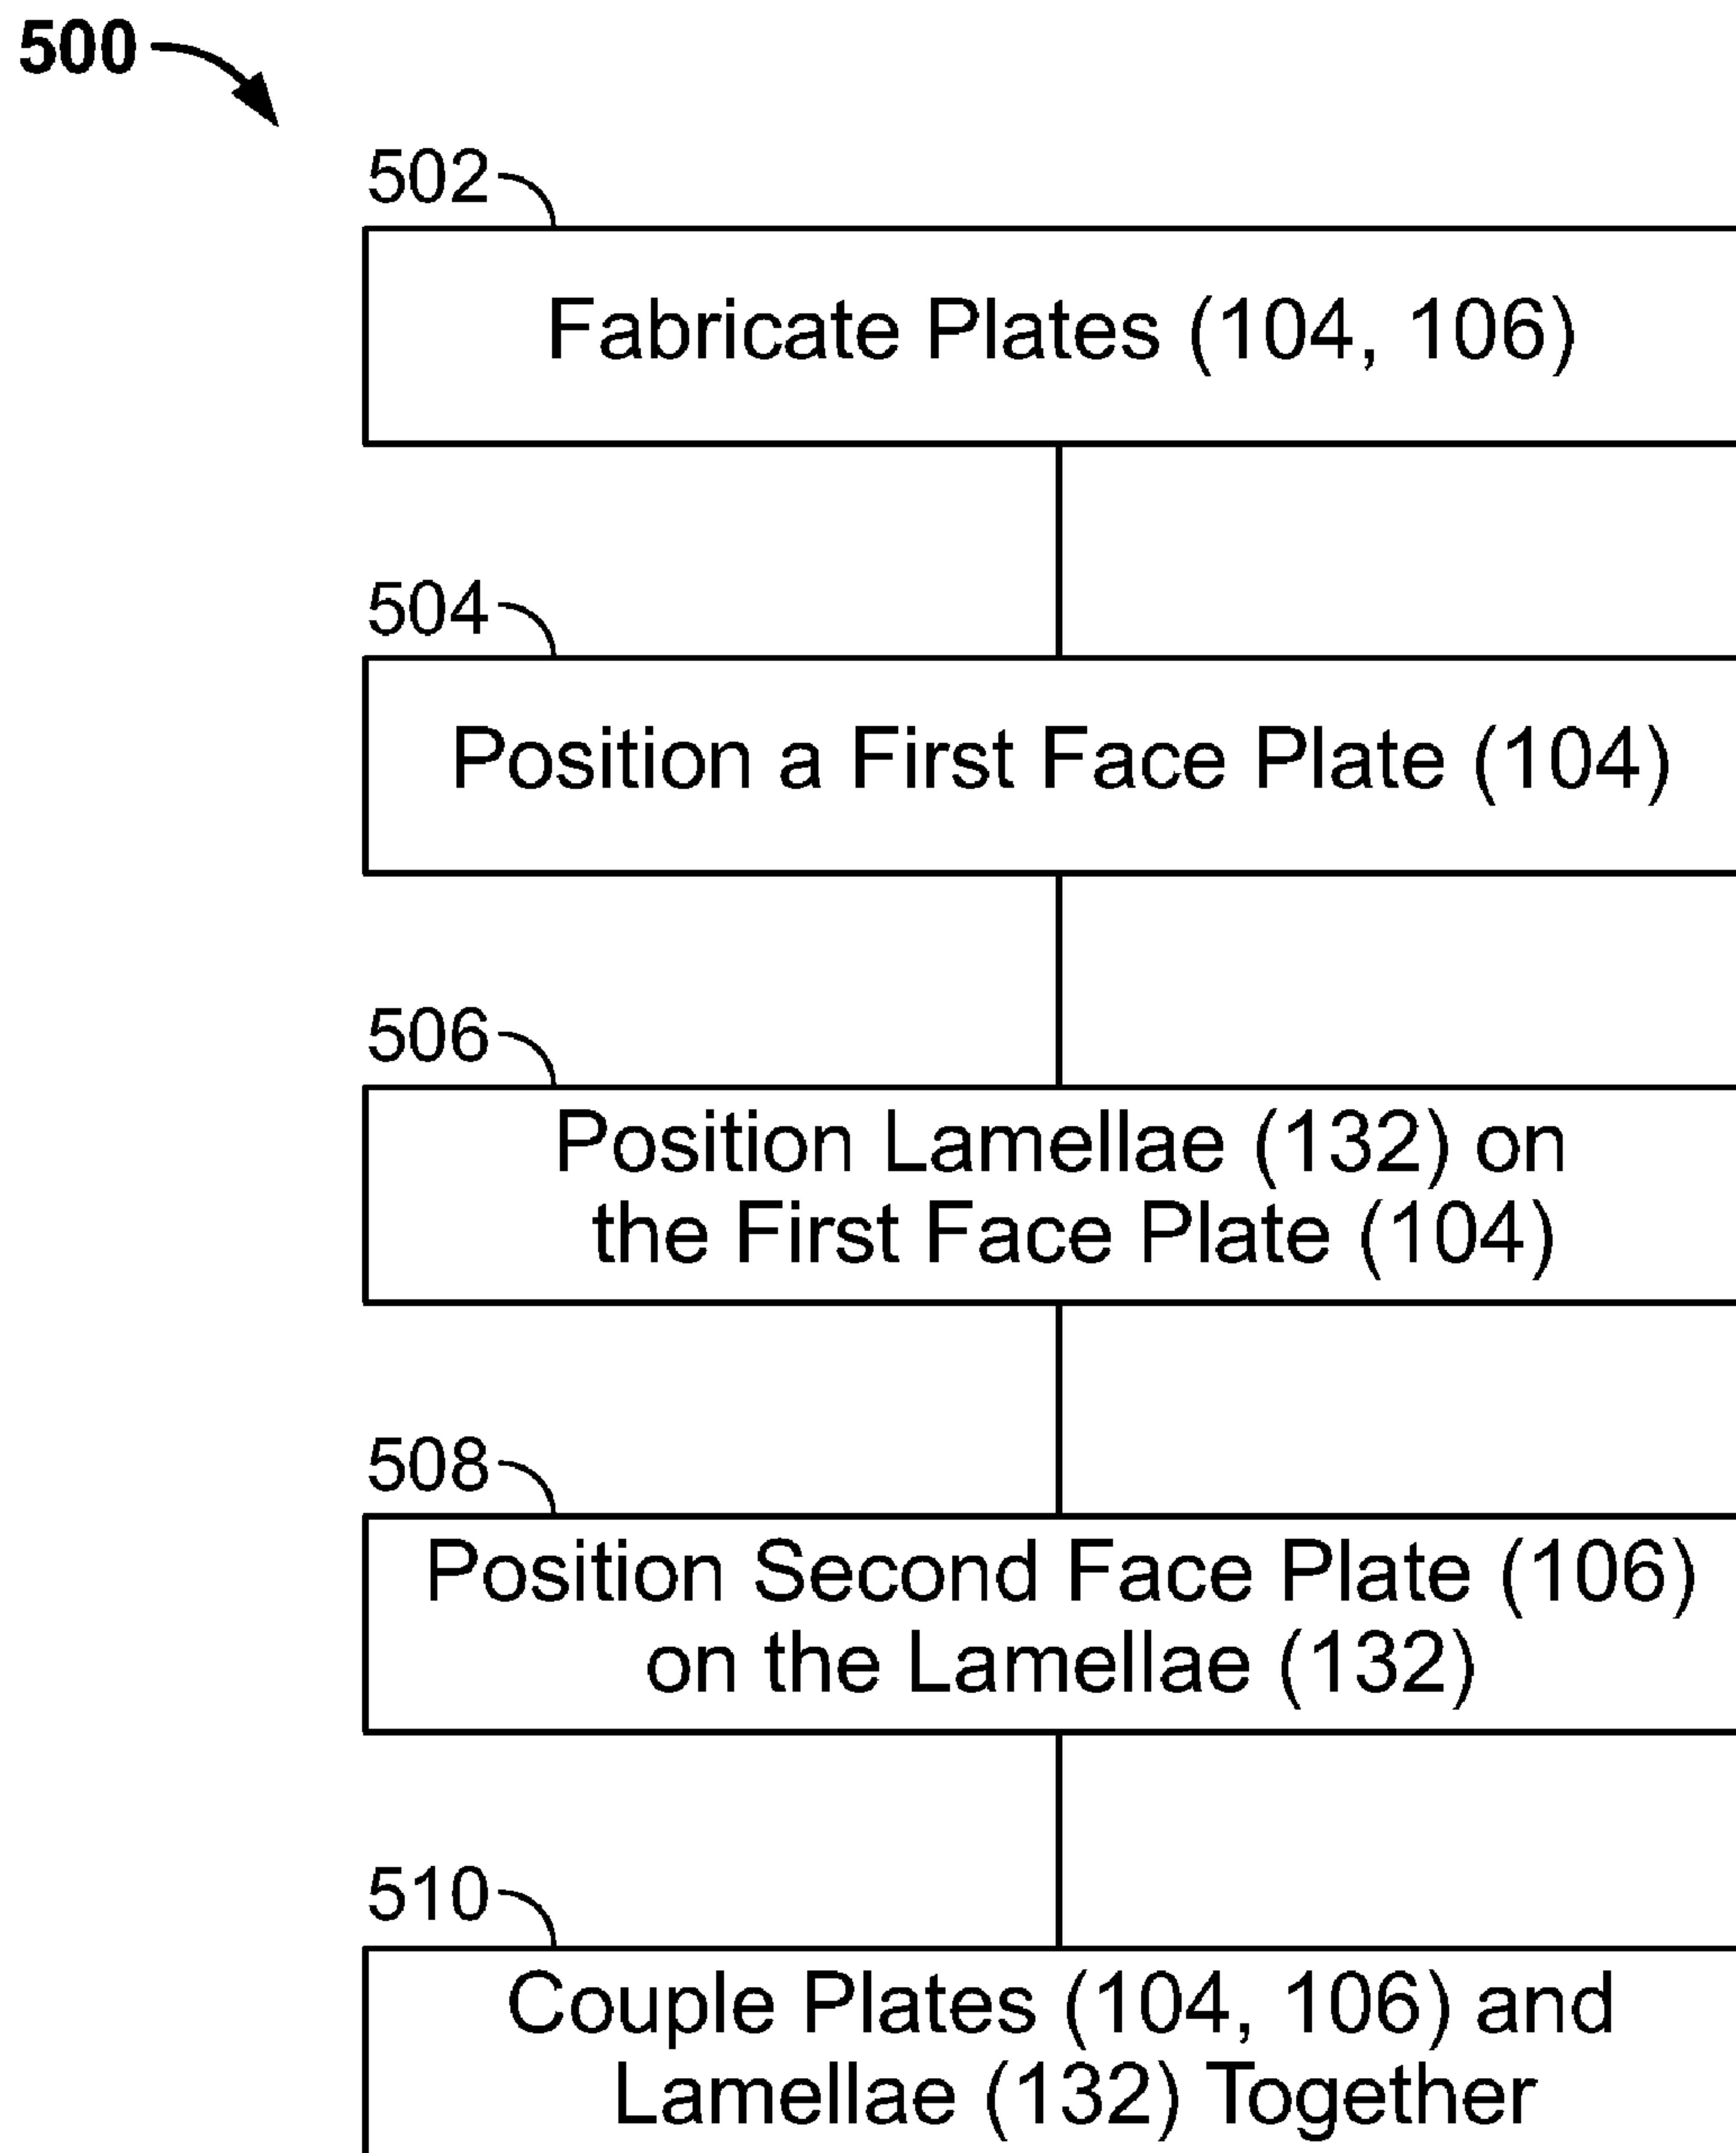 500
502
Fabricate Plates (104, 106)
504
Position a First Face Plate (104)
506
Position Lamellae (132) on
the First Face Plate (104)
508
Position Second Face Plate (106)
on the Lamellae (132)
510
Couple Plates (104, 106) and
Lamellae (132) Together